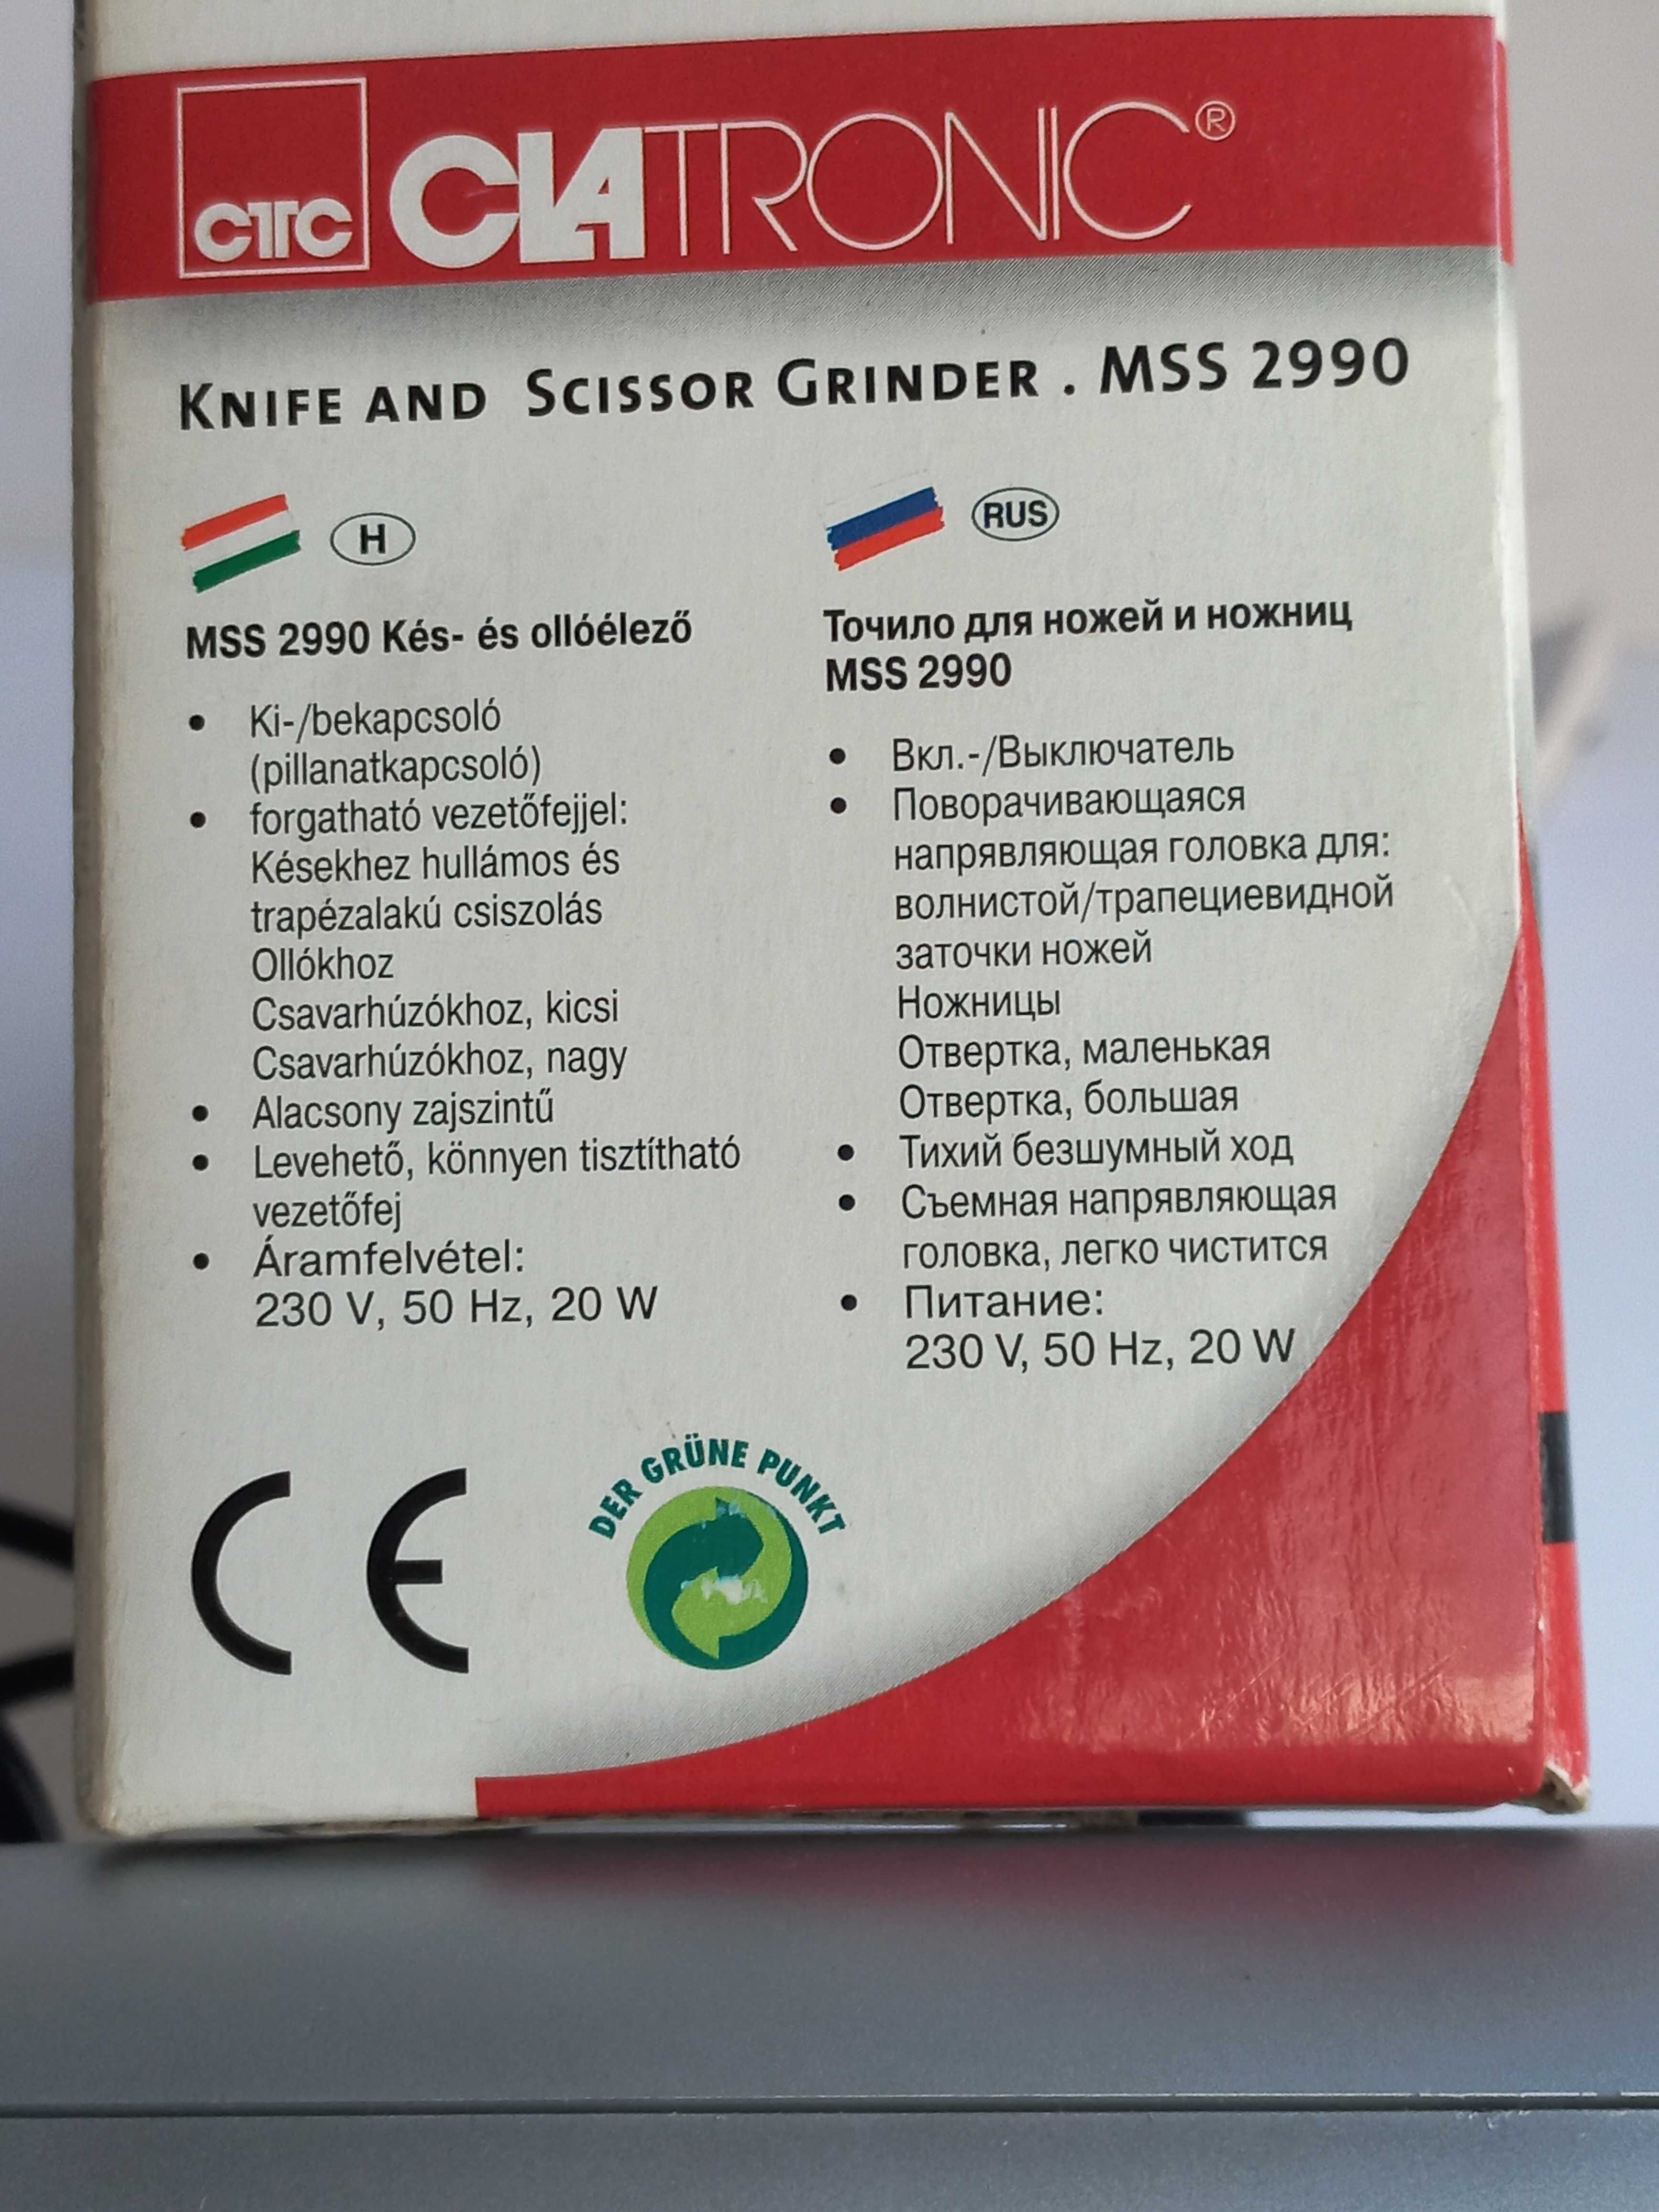 CTC CLATRONIC®
KNIFE AND SCISSOR GRINDER . MSS 2990
H
MSS 2990 Kés- és ollóélező
• Ki-/bekapcsoló
(pillanatkapcsoló)
• forgatható vezetőfejjel:
Késekhez hullámos és
trapézalakú csiszolás
Ollókhoz
Csavarhúzókhoz, kicsi
Csavarhúzókhoz, nagy
• Alacsony zajszintű
• Levehető, könnyen tisztítható
vezetőfej
• Áramfelvétel:
230 V, 50 Hz, 20 W
RUS
Точило для ножей и ножниц
MSS 2990
• Вкл.-/Выключатель
• Поворачивающаяся
напрявляющая головка для:
волнистой/трапециевидной
заточки ножей
Ножницы
Отвертка, маленькая
Отвертка, большая
• Тихий безшумный ход
• Съемная напрявляющая
головка, легко чистится
• Питание:
230 V, 50 Hz, 20 W
CE
DER GRÜNE PUNKT